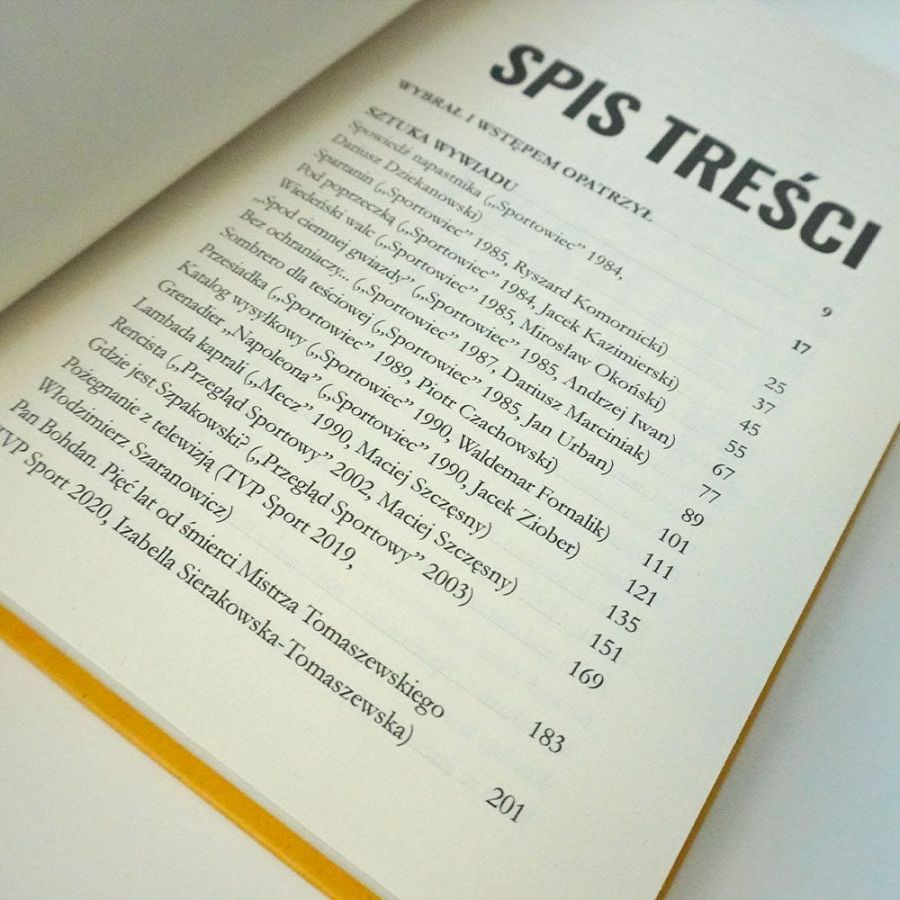 SPIS TREŚCI
WYBRAŁ I WSTĘPEM OPATRZYŁ 9
SZTUKA WYWIADU 17
Spowiedź napastnika („Sportowiec” 1984,
Dariusz Dziekanowski) 25
Spartanin („Sportowiec” 1985, Ryszard Komornicki) 37
Pod poprzeczką („Sportowiec” 1984, Jacek Kazimierski) 45
Wiedeński walc („Sportowiec” 1985, Mirosław Okoński) 55
„Spod ciemnej gwiazdy” („Sportowiec” 1985, Andrzej Iwan) 67
Bez ochraniaczy... („Sportowiec” 1987, Dariusz Marciniak) 77
Sombrero dla teściowej („Sportowiec” 1985, Jan Urban) 89
Przesiadka („Sportowiec” 1989, Piotr Czachowski) 101
Katalog wysyłkowy („Sportowiec” 1990, Waldemar Fornalik) 111
Grenadier „Napoleona” („Sportowiec” 1990, Jacek Ziober) 121
Lambada kaprali („Mecz” 1990, Maciej Szczęsny) 135
Rencista („Przegląd Sportowy” 2002, Maciej Szczęsny) 151
Gdzie jest Szpakowski? („Przegląd Sportowy” 2003) 169
Pożegnanie z telewizją (TVP Sport 2019,
Włodzimierz Szaranowicz) 183
Pan Bohdan. Pięć lat od śmierci Mistrza Tomaszewskiego
TVP Sport 2020, Izabella Sierakowska-Tomaszewska) 201